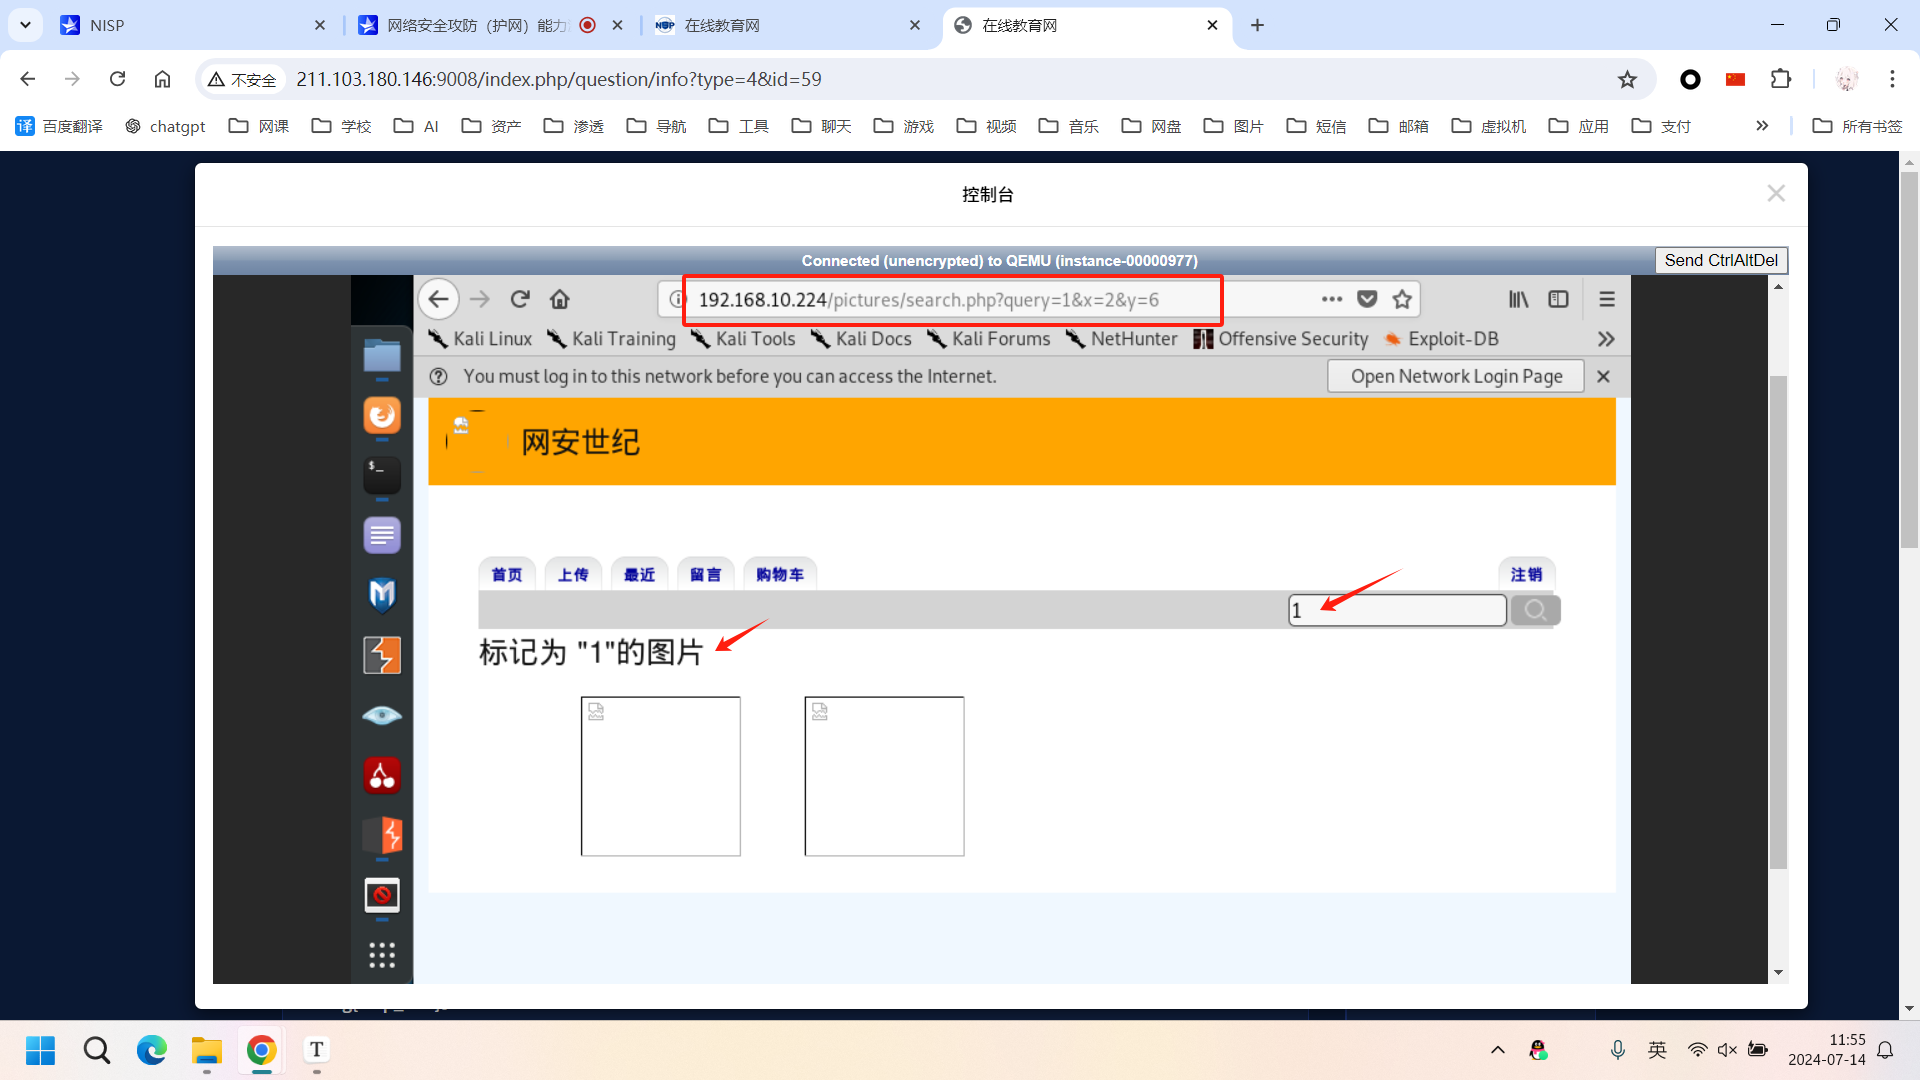 NISP
网络安全攻防（护网）能力
在线教育网
在线教育网
不安全
211.103.180.146:9008/index.php/question/info?type=4&id=59
译 百度翻译
chatgpt
网课
学校
AI
资产
渗透
导航
工具
聊天
游戏
视频
音乐
网盘
图片
短信
邮箱
虚拟机
应用
支付
所有书签
控制台
Connected (unencrypted) to QEMU (instance-00000977)
Send CtrlAltDel
192.168.10.224/pictures/search.php?query=1&x=2&y=6
Kali Linux
Kali Training
Kali Tools
Kali Docs
Kali Forums
NetHunter
Offensive Security
Exploit-DB
You must log in to this network before you can access the Internet.
Open Network Login Page
网安世纪
首页
上传
最近
留言
购物车
注销
1
标记为 "1"的图片
英
11:55
2024-07-14